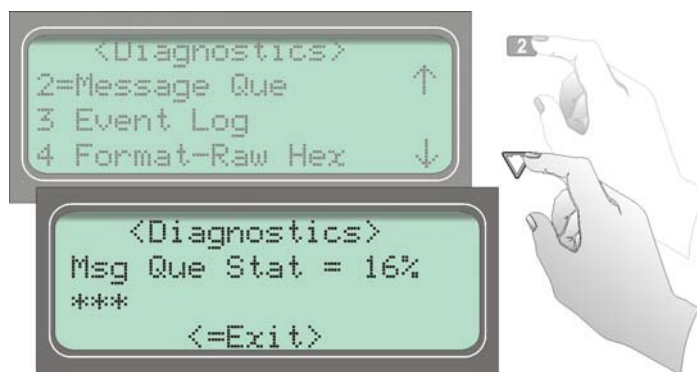 <Diagnostics>
2=Message Que ↑
3 Event Log
4 Format-Raw Hex ↓
2
<Diagnostics>
Msg Que Stat = 16%
***
<=Exit>